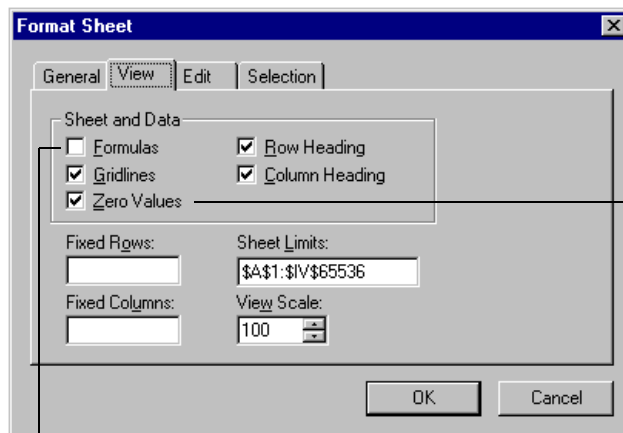 Format Sheet
General View Edit Selection
Sheet and Data
Formulas Row Heading
Gridlines Column Heading
Zero Values
Fixed Rows: Sheet Limits:
$A$1:$IV$65536
Fixed Columns: View Scale:
100
OK Cancel